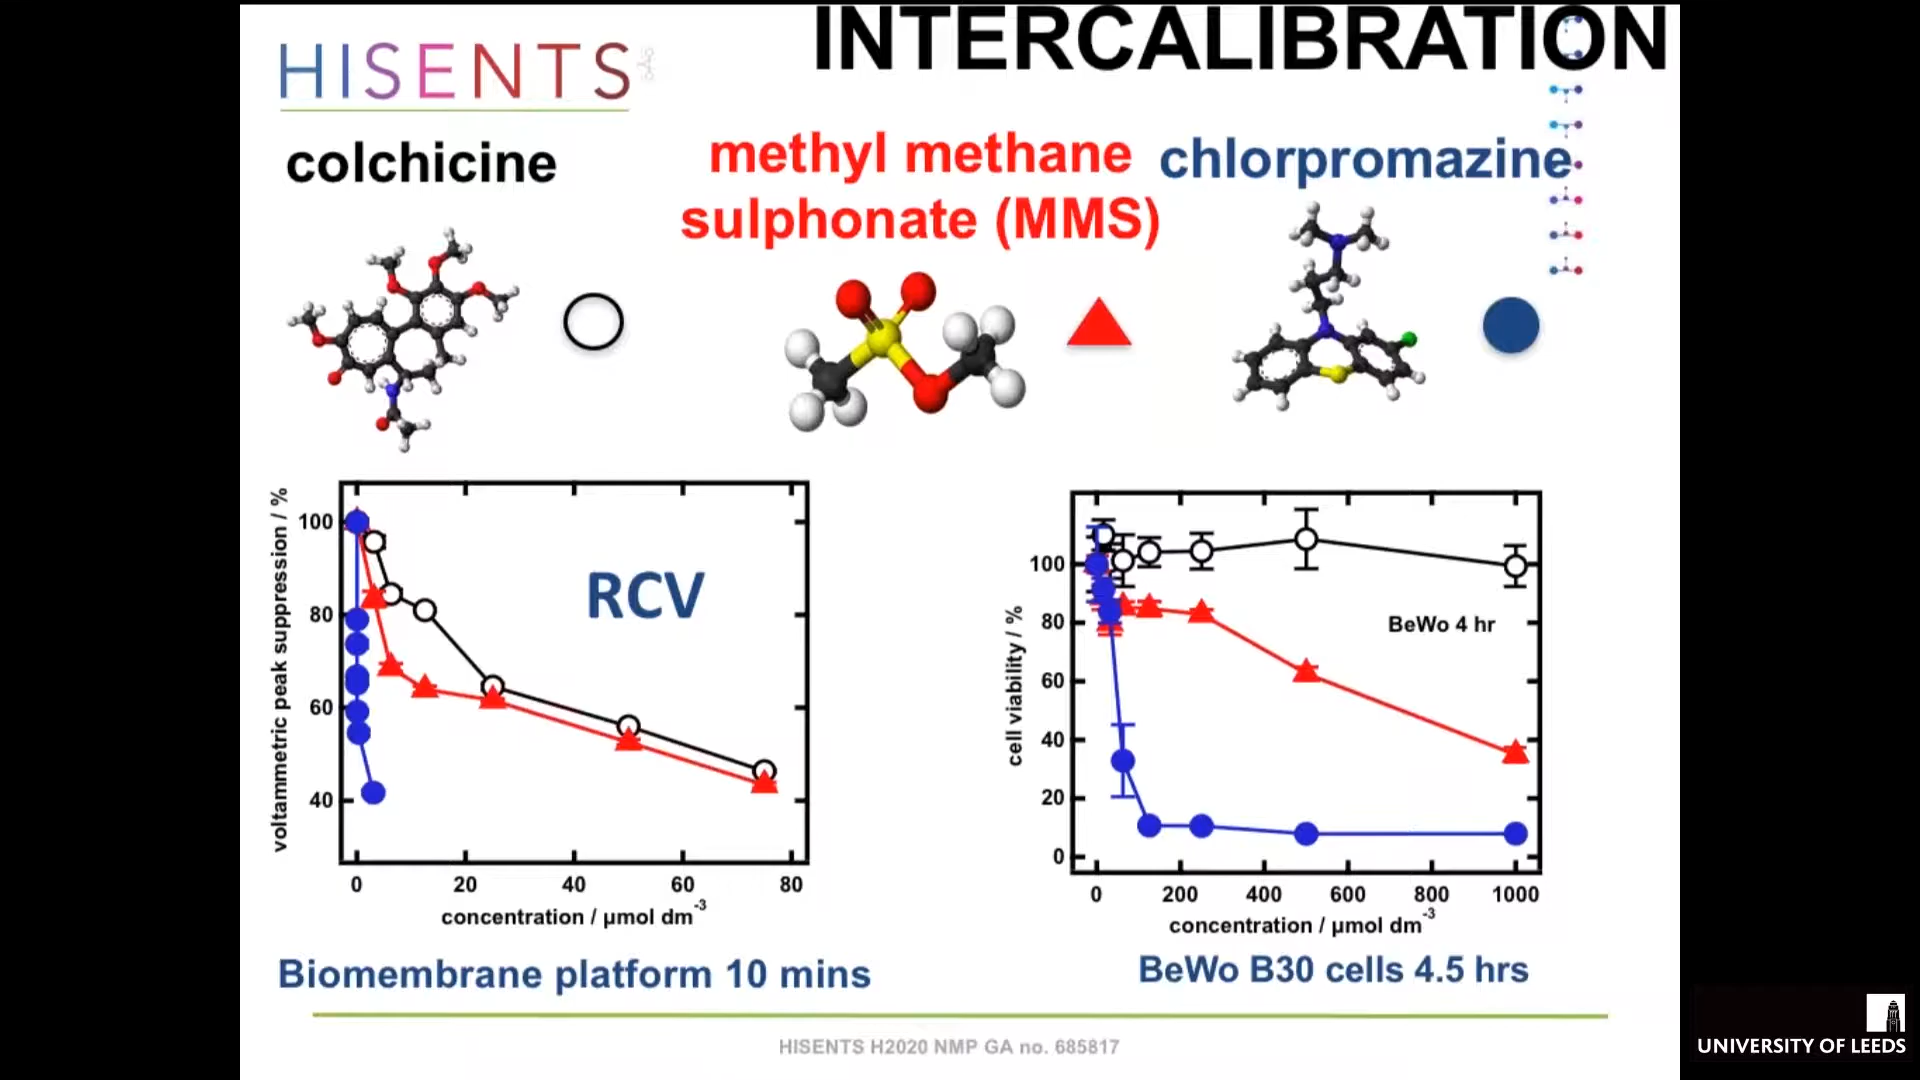 INTERCALIBRATION
HISENTS
colchicine
methyl methane
sulphonate (MMS)
chlorpromazine
voltammetric peak suppression / %
100
80
60
40
RCV
0 20 40 60 80
concentration / µmol dm-3
Biomembrane platform 10 mins
cell viability / %
100
80
60
40
20
0
BeWo 4 hr
0 200 400 600 800 1000
concentration / µmol dm-3
BeWo B30 cells 4.5 hrs
HISENTS H2020 NMP GA no. 685817
UNIVERSITY OF LEEDS